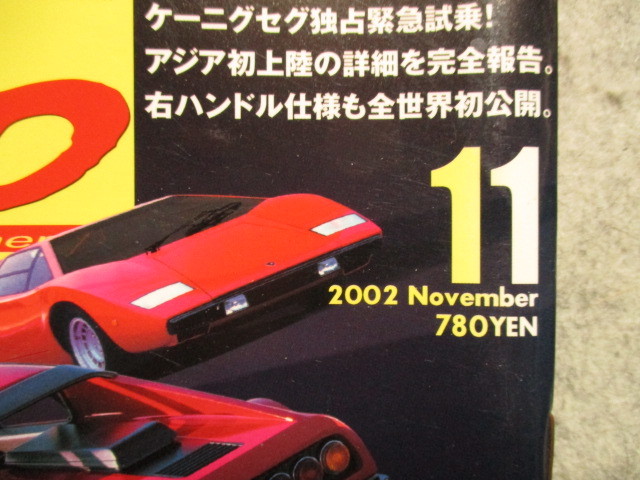 ケーニグセグ独占緊急試乗!
アジア初上陸の詳細を完全報告。
右ハンドル仕様も全世界初公開。
11
2002 November
780YEN